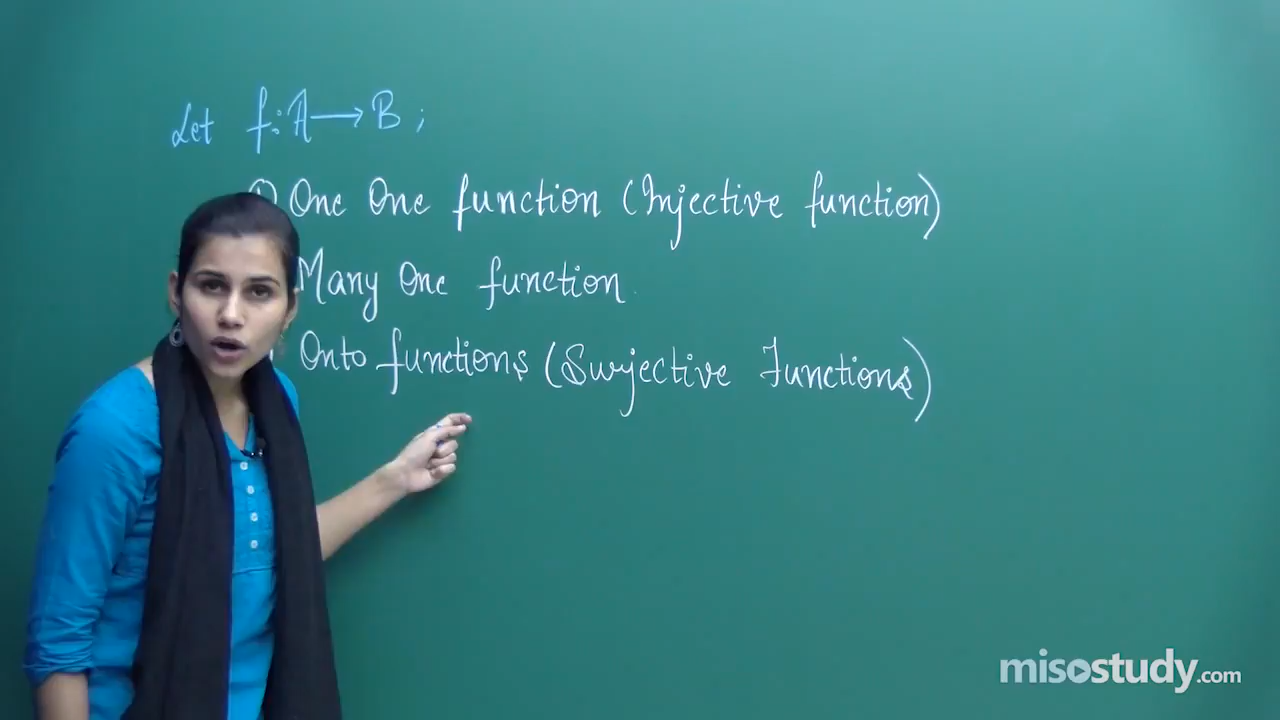 Let f: A → B ;
One One function (Injective function)
Many One function.
Onto functions (Surjective Functions)
misostudy.com